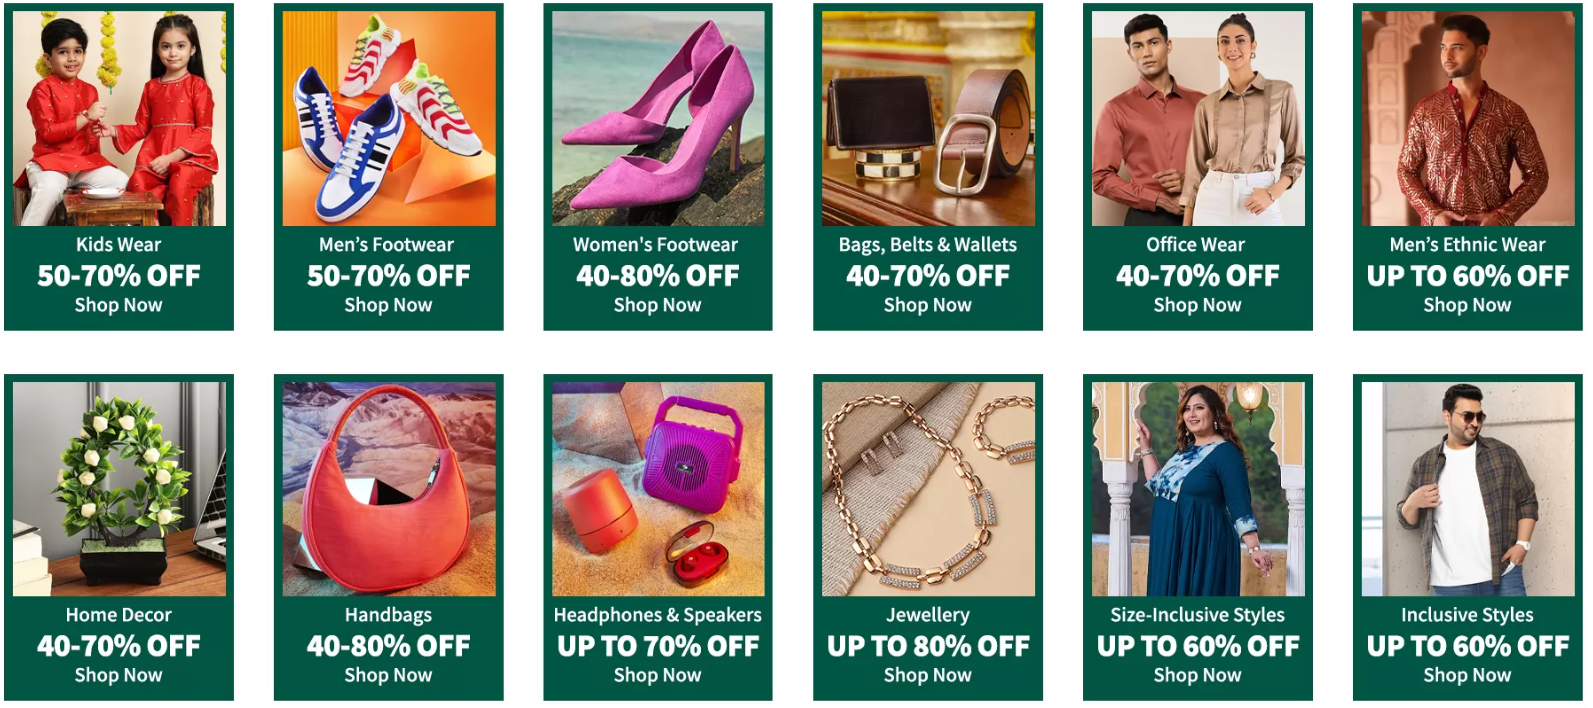 Kids Wear
50-70% OFF
Shop Now
Men’s Footwear
50-70% OFF
Shop Now
Women's Footwear
40-80% OFF
Shop Now
Bags, Belts & Wallets
40-70% OFF
Shop Now
Office Wear
40-70% OFF
Shop Now
Men’s Ethnic Wear
UP TO 60% OFF
Shop Now
Home Decor
40-70% OFF
Shop Now
Handbags
40-80% OFF
Shop Now
Headphones & Speakers
UP TO 70% OFF
Shop Now
Jewellery
UP TO 80% OFF
Shop Now
Size-Inclusive Styles
UP TO 60% OFF
Shop Now
Inclusive Styles
UP TO 60% OFF
Shop Now